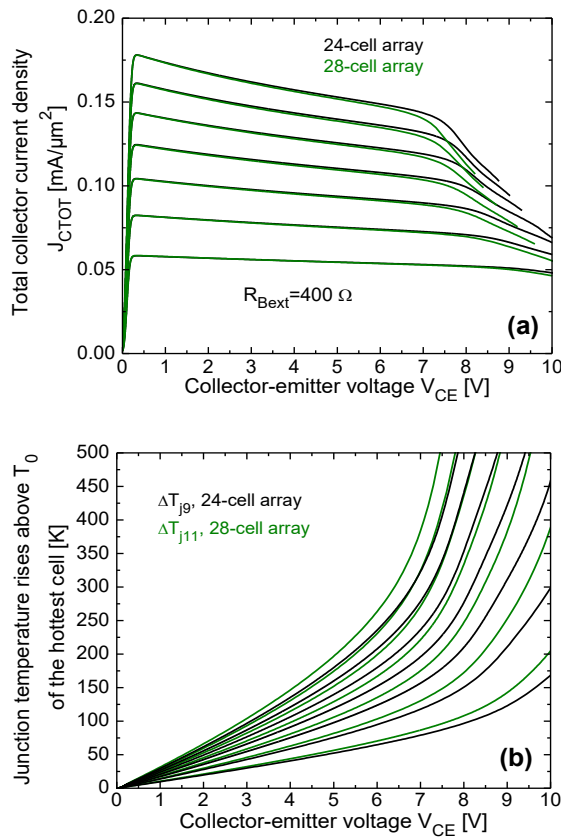 0.20
0.15
0.10
0.05
0.00
Total collector current density
J_CTOT [mA/µm²]
24-cell array
28-cell array
R_Bext=400 Ω
(a)
0 1 2 3 4 5 6 7 8 9 10
Collector-emitter voltage V_CE [V]
500
450
400
350
300
250
200
150
100
50
0
Junction temperature rises above T_0
of the hottest cell [K]
ΔT_j9, 24-cell array
ΔT_j11, 28-cell array
(b)
0 1 2 3 4 5 6 7 8 9 10
Collector-emitter voltage V_CE [V]